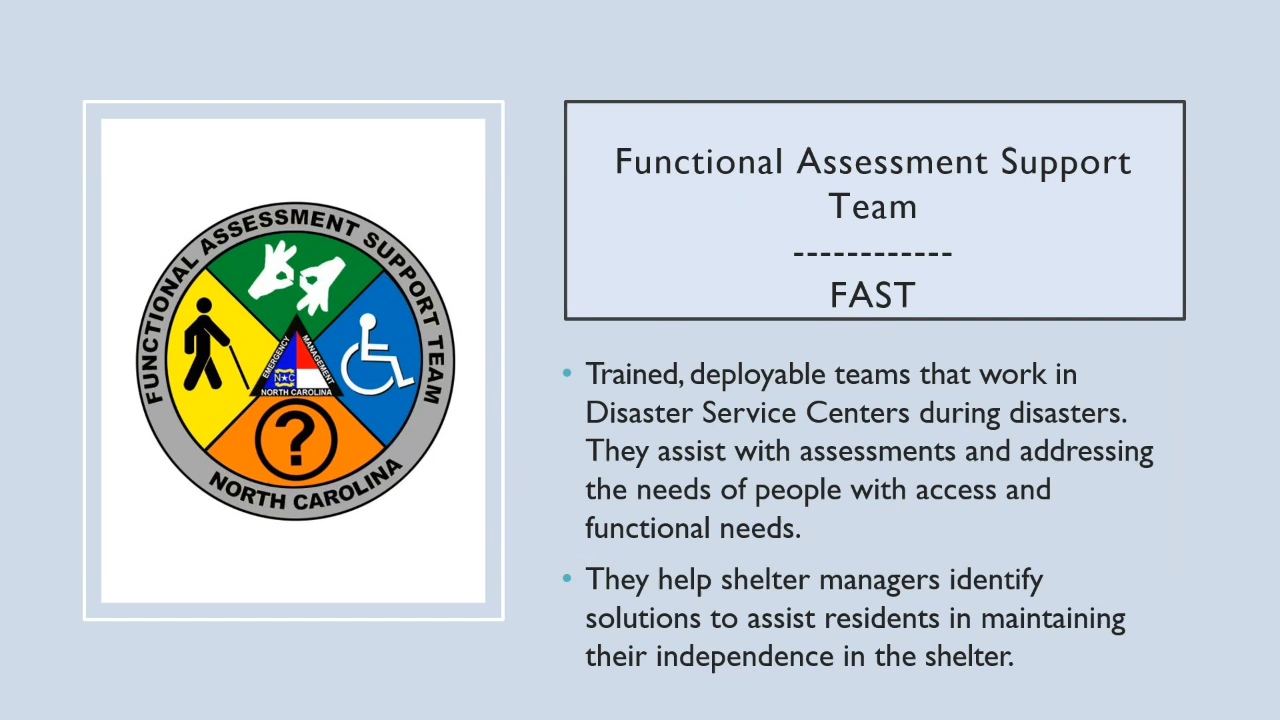 FUNCTIONAL ASSESSMENT SUPPORT TEAM
EMERGENCY
MANAGEMENT
N★C
NORTH CAROLINA
?
NORTH CAROLINA
Functional Assessment Support
Team
------------
FAST
• Trained, deployable teams that work in
Disaster Service Centers during disasters.
They assist with assessments and addressing
the needs of people with access and
functional needs.
• They help shelter managers identify
solutions to assist residents in maintaining
their independence in the shelter.